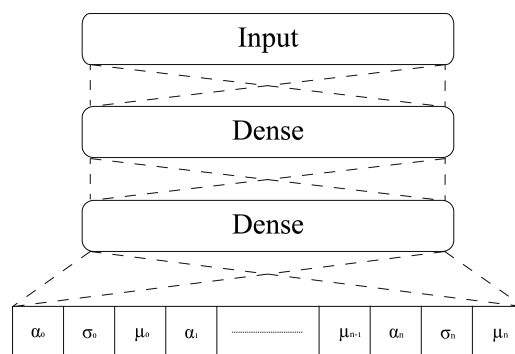 Input
Dense
Dense
α₀ σ₀ μ₀ α₁ ........................ μₙ₋₁ αₙ σₙ μₙ